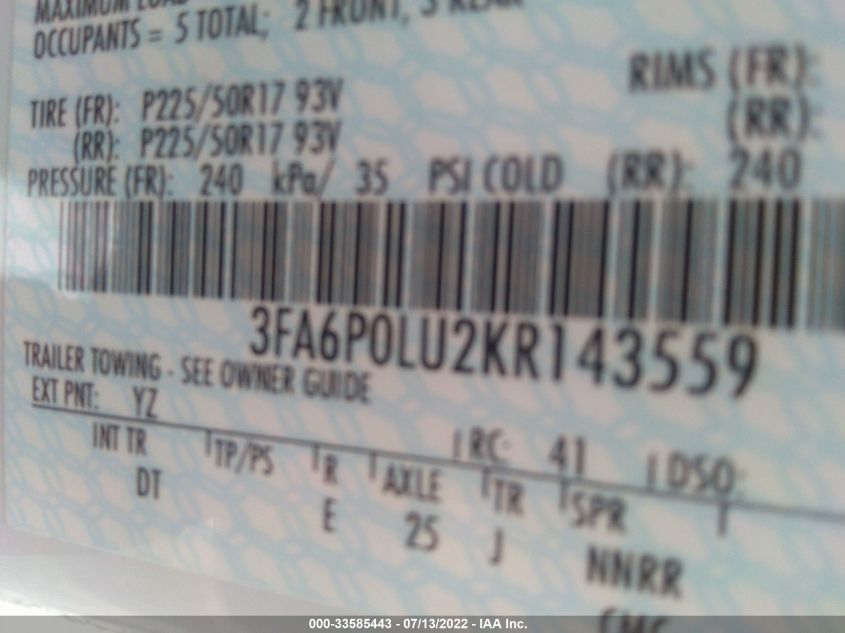 MAXIMUM LOAD
OCCUPANTS = 5 TOTAL; 2 FRONT, 3 REAR
TIRE (FR): P225/50R17 93V RIMS (FR):
(RR): P225/50R17 93V (RR):
PRESSURE (FR): 240 kPa/ 35 PSI COLD (RR): 240
3FA6P0LU2KR143559
TRAILER TOWING - SEE OWNER GUIDE
EXT PNT: YZ RC: 41 DSO:
INT TR TP/PS R AXLE TR SPR
DT E 25 J NNRR
000-33585443 - 07/13/2022 - IAA Inc.